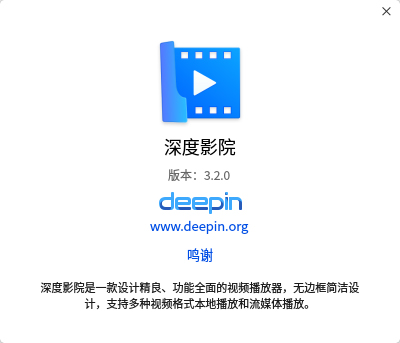 深度影院
版本：3.2.0
deepin
www.deepin.org
鸣谢
深度影院是一款设计精良、功能全面的视频播放器，无边框简洁设
计，支持多种视频格式本地播放和流媒体播放。